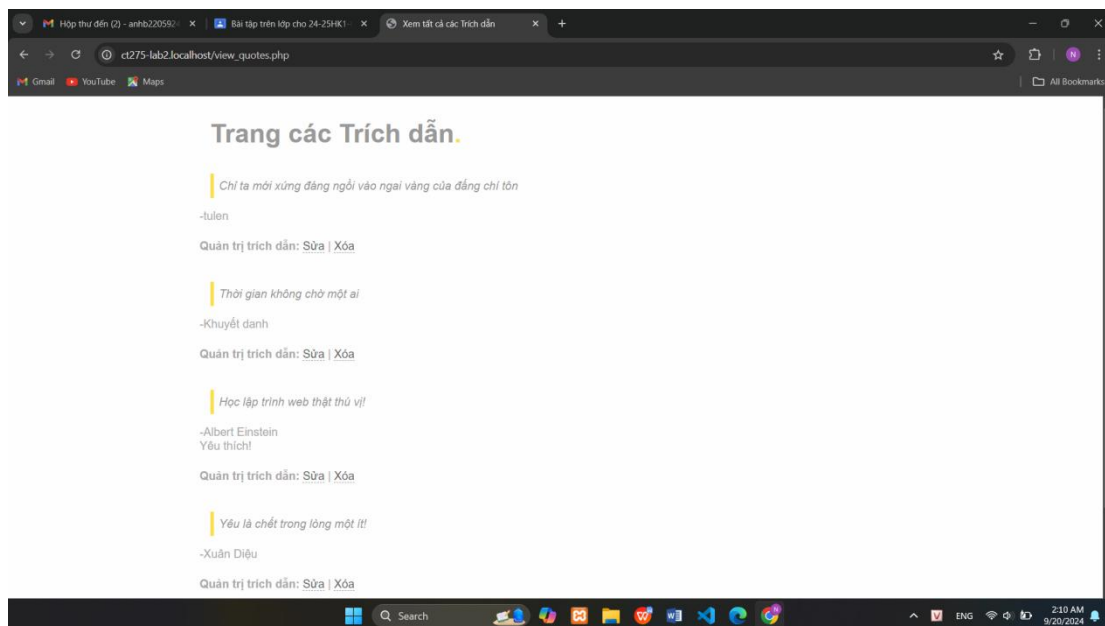 Hộp thư đến (2) - anhb220592
Bài tập trên lớp cho 24-25HK1-
Xem tất cả các Trích dẫn
ct275-lab2.localhost/view_quotes.php
N
Gmail YouTube Maps
All Bookmarks
Trang các Trích dẫn.
Chỉ ta mới xứng đáng ngồi vào ngai vàng của đấng chí tôn
-tulen
Quản trị trích dẫn: Sửa | Xóa
Thời gian không chờ một ai
-Khuyết danh
Quản trị trích dẫn: Sửa | Xóa
Học lập trình web thật thú vị!
-Albert Einstein
Yêu thích!
Quản trị trích dẫn: Sửa | Xóa
Yêu là chết trong lòng một ít!
-Xuân Diệu
Quản trị trích dẫn: Sửa | Xóa
Search
V ENG 2:10 AM
9/20/2024